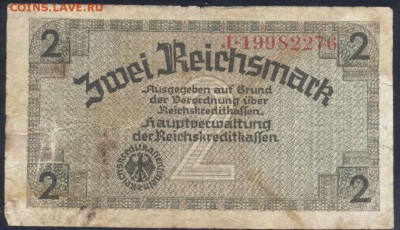 COINS.LAVE.RU
2 J·19982276 2
Zwei Reichsmark
Ausgegeben auf Grund
der Verordnung über
Reichskreditkassen.
Hauptverwaltung
der Reichskreditkassen
2
2 2